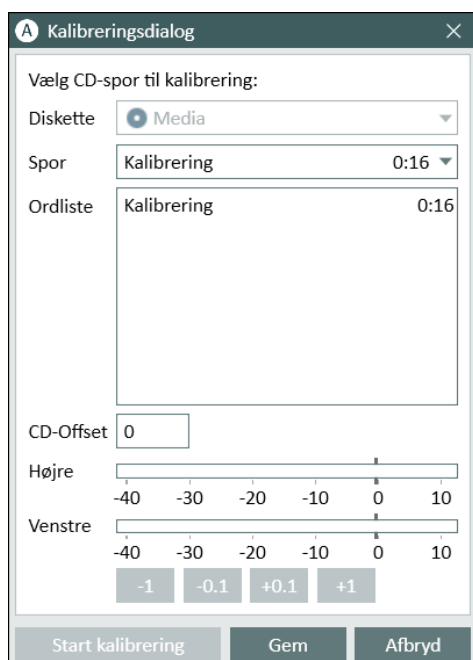 A Kalibreringsdialog
Vælg CD-spor til kalibrering:
Diskette Media
Spor Kalibrering 0:16
Ordliste Kalibrering 0:16
CD-Offset 0
Højre
-40 -30 -20 -10 0 10
Venstre
-40 -30 -20 -10 0 10
-1 -0.1 +0.1 +1
Start kalibrering Gem Afbryd